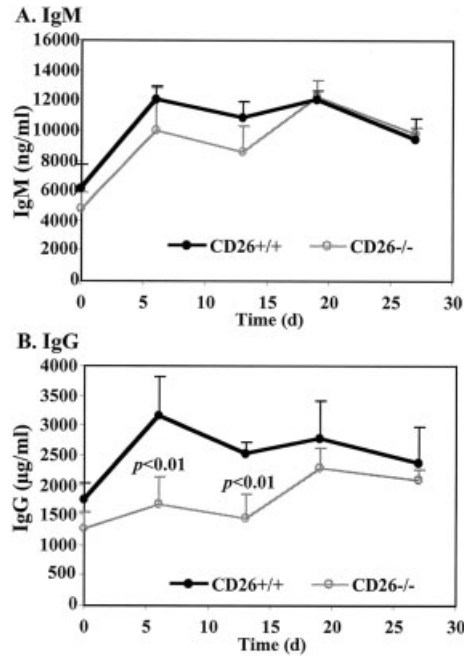 A. IgM
16000
14000
12000
10000
8000
6000
4000
2000
0
IgM (ng/ml)
CD26+/+ CD26-/-
0 5 10 15 20 25 30
Time (d)
B. IgG
4000
3500
3000
2500
2000
1500
1000
500
0
IgG (µg/ml)
p<0.01 p<0.01
CD26+/+ CD26-/-
0 5 10 15 20 25 30
Time (d)